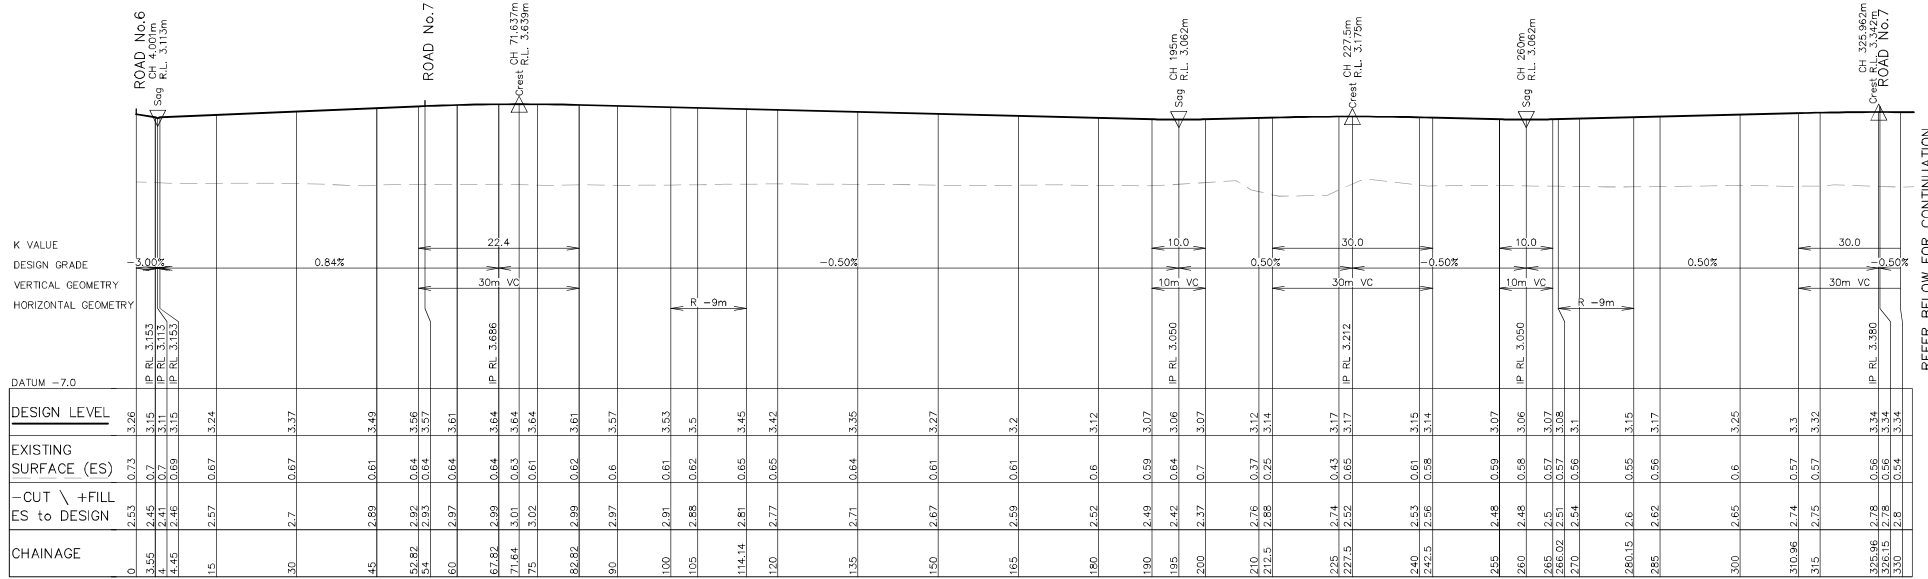 ROAD No.6
Sag CH 4.001m
R.L. 3.113m
ROAD No.7
Crest CH 71.637m
R.L. 3.639m
Sag CH 195m
R.L. 3.062m
Crest CH 227.5m
R.L. 3.175m
Sag CH 260m
R.L. 3.062m
Crest CH 325.962m
R.L. 3.342m
ROAD No.7
REFER BELOW FOR CONTINUATION
K VALUE 22.4 10.0 30.0 10.0 30.0
DESIGN GRADE -3.00% 0.84% -0.50% 0.50% -0.50% 0.50% -0.50%
VERTICAL GEOMETRY 30m VC 10m VC 30m VC 10m VC 30m VC
HORIZONTAL GEOMETRY R -9m R -9m
IP RL 3.153 IP RL 3.113 IP RL 3.153 IP RL 3.686 IP RL 3.050 IP RL 3.212 IP RL 3.050 IP RL 3.380
DATUM -7.0
DESIGN LEVEL 3.26 3.15 3.11 3.15 3.24 3.37 3.49 3.56 3.57 3.61 3.64 3.64 3.64 3.61 3.57 3.53 3.5 3.45 3.42 3.35 3.27 3.2 3.12 3.07 3.06 3.07 3.12 3.14 3.17 3.17 3.15 3.14 3.07 3.06 3.07 3.08 3.1 3.15 3.17 3.25 3.3 3.32 3.34 3.34 3.34
EXISTING
SURFACE (ES) 0.73 0.7 0.7 0.69 0.67 0.67 0.61 0.64 0.64 0.64 0.64 0.63 0.61 0.62 0.6 0.61 0.62 0.65 0.65 0.64 0.61 0.61 0.6 0.59 0.64 0.7 0.37 0.25 0.43 0.65 0.61 0.58 0.59 0.58 0.57 0.57 0.56 0.55 0.56 0.6 0.57 0.57 0.56 0.56 0.54
-CUT \ +FILL
ES to DESIGN 2.53 2.45 2.41 2.46 2.57 2.7 2.89 2.92 2.93 2.97 2.99 3.01 3.02 2.99 2.97 2.91 2.88 2.81 2.77 2.71 2.67 2.59 2.52 2.49 2.42 2.37 2.76 2.88 2.74 2.52 2.53 2.56 2.48 2.48 2.5 2.51 2.54 2.6 2.62 2.65 2.74 2.75 2.78 2.78 2.8
CHAINAGE 0 3.55 4 4.45 15 30 45 52.82 54 60 67.82 71.64 75 82.82 90 100 105 114.14 120 135 150 165 180 190 195 200 210 212.5 225 227.5 240 242.5 255 260 265 266.02 270 280.15 285 300 310.96 315 325.96 326.15 330